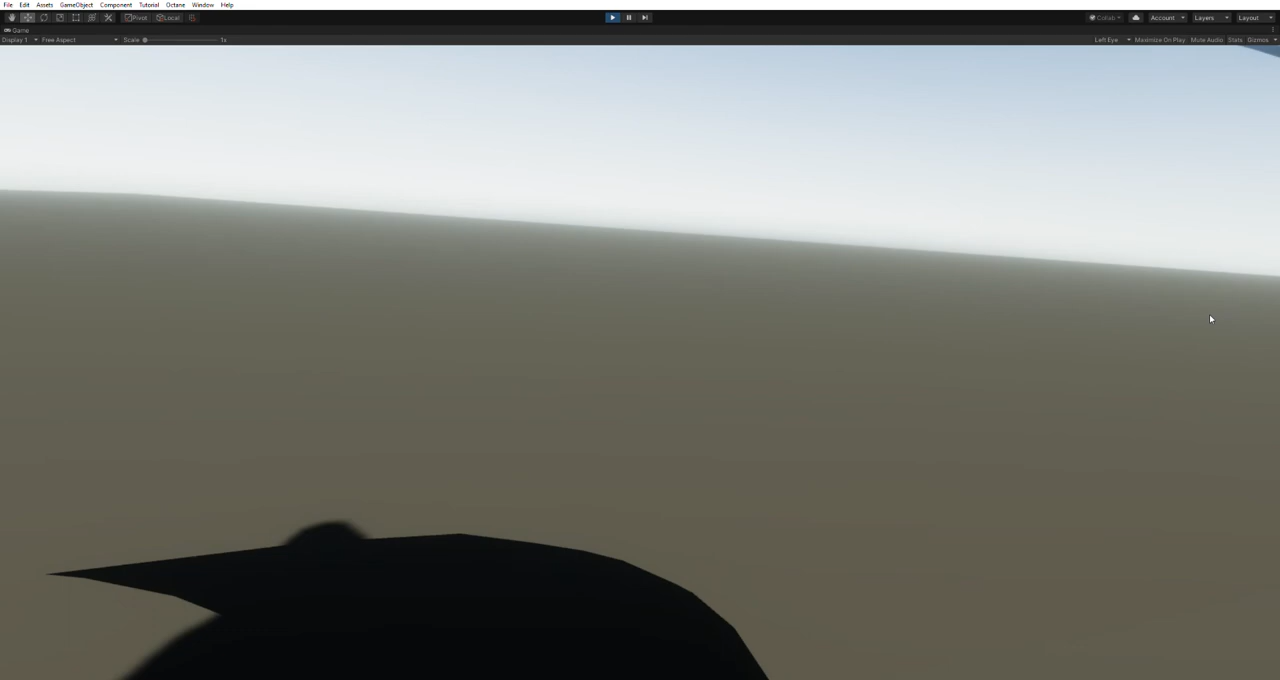 File Edit Assets GameObject Component Tutorial Octane Window Help
Pivot Local Collab Account Layers Layout
Game
Display 1 Free Aspect Scale 1x Left Eye Maximize On Play Mute Audio Stats Gizmos